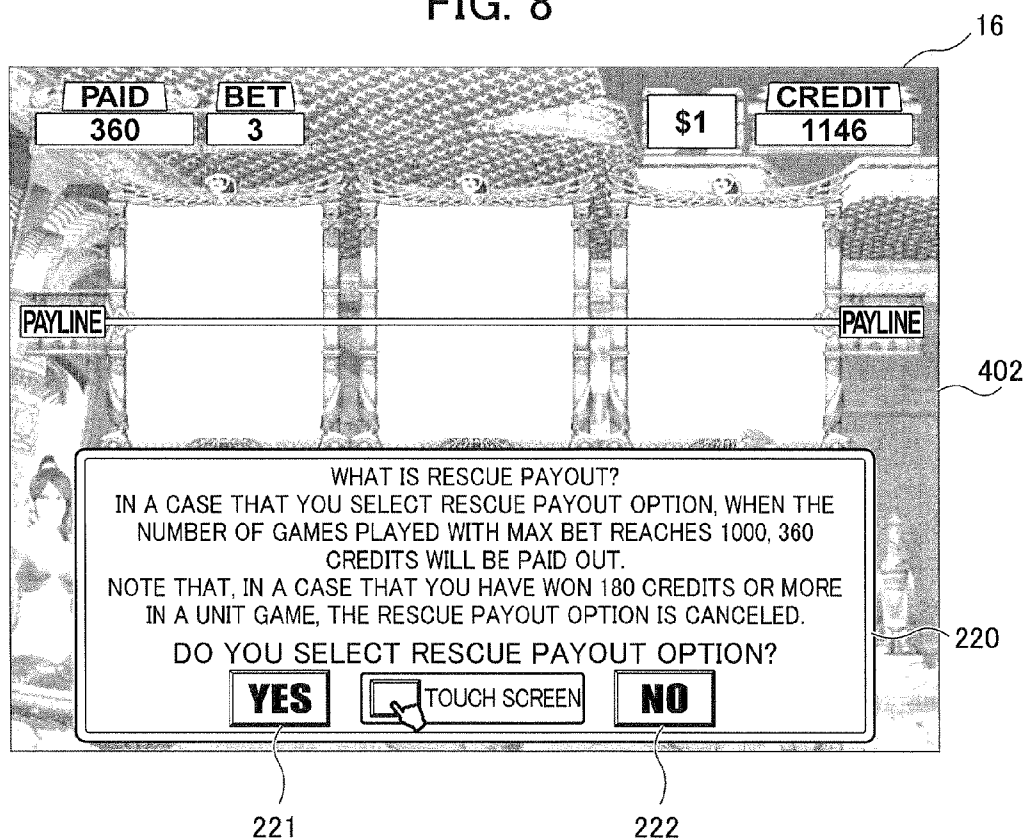 FIG. 8
16
PAID BET CREDIT
360 3 $1 1146
PAYLINE PAYLINE
402
WHAT IS RESCUE PAYOUT?
IN A CASE THAT YOU SELECT RESCUE PAYOUT OPTION, WHEN THE
NUMBER OF GAMES PLAYED WITH MAX BET REACHES 1000, 360
CREDITS WILL BE PAID OUT.
NOTE THAT, IN A CASE THAT YOU HAVE WON 180 CREDITS OR MORE
IN A UNIT GAME, THE RESCUE PAYOUT OPTION IS CANCELED.
DO YOU SELECT RESCUE PAYOUT OPTION?
220
YES TOUCH SCREEN NO
221 222